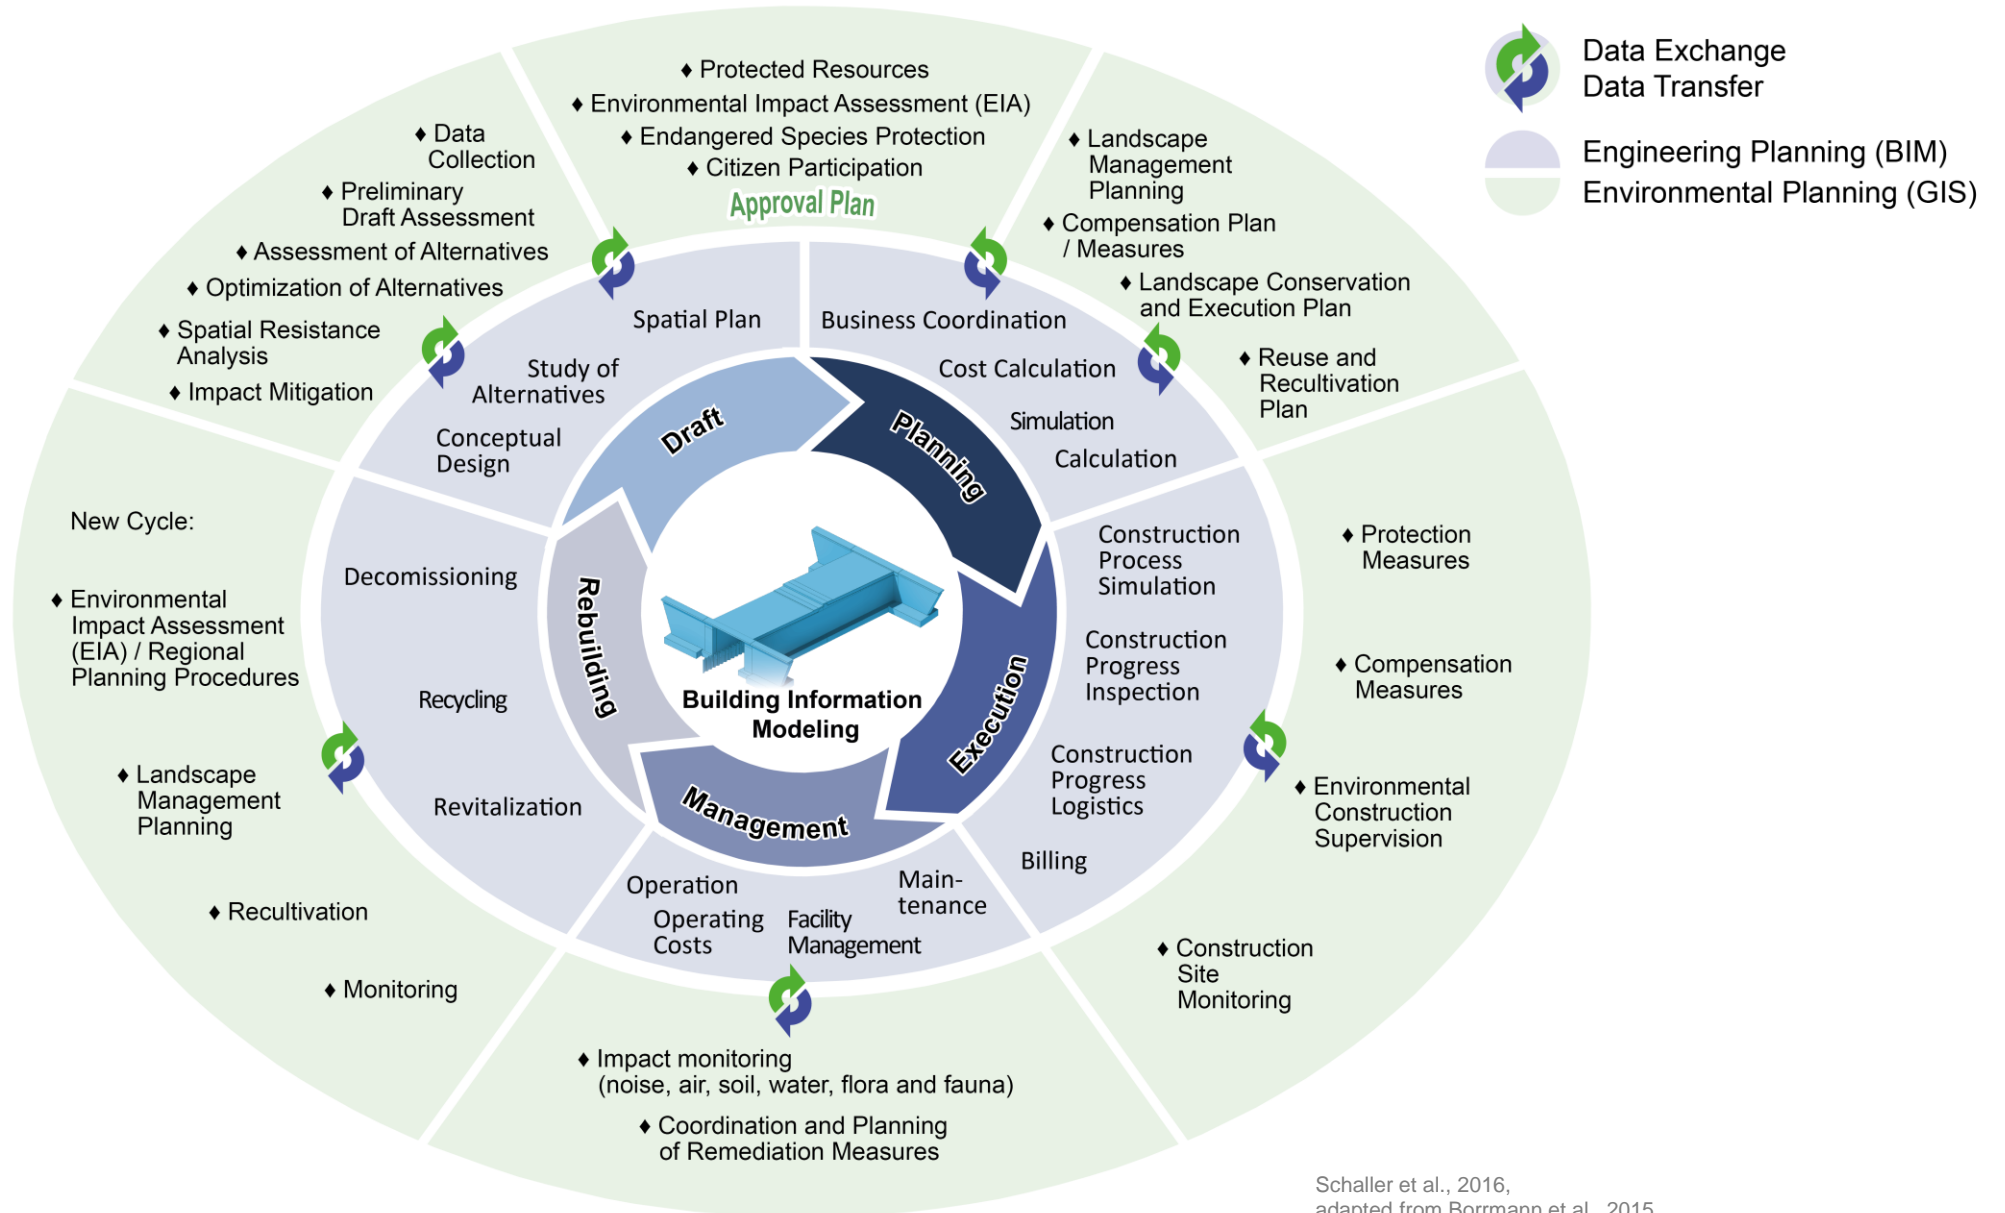 Data Exchange
Data Transfer
Engineering Planning (BIM)
Environmental Planning (GIS)
♦ Protected Resources
♦ Environmental Impact Assessment (EIA)
♦ Endangered Species Protection
♦ Citizen Participation
Approval Plan
♦ Data
Collection
♦ Preliminary
Draft Assessment
♦ Assessment of Alternatives
♦ Optimization of Alternatives
♦ Spatial Resistance
Analysis
♦ Impact Mitigation
♦ Landscape
Management
Planning
♦ Compensation Plan
/ Measures
♦ Landscape Conservation
and Execution Plan
♦ Reuse and
Recultivation
Plan
Spatial Plan
Study of
Alternatives
Conceptual
Design
Business Coordination
Cost Calculation
Simulation
Calculation
Draft
Planning
Execution
Management
Rebuilding
Building Information
Modeling
Construction
Process
Simulation
Construction
Progress
Inspection
Construction
Progress
Logistics
Billing
♦ Protection
Measures
♦ Compensation
Measures
♦ Environmental
Construction
Supervision
♦ Construction
Site
Monitoring
Operation
Operating
Costs
Facility
Management
Main-
tenance
♦ Impact monitoring
(noise, air, soil, water, flora and fauna)
♦ Coordination and Planning
of Remediation Measures
Decomissioning
Recycling
Revitalization
New Cycle:
♦ Environmental
Impact Assessment
(EIA) / Regional
Planning Procedures
♦ Landscape
Management
Planning
♦ Recultivation
♦ Monitoring
Schaller et al., 2016,
adapted from Borrmann et al., 2015